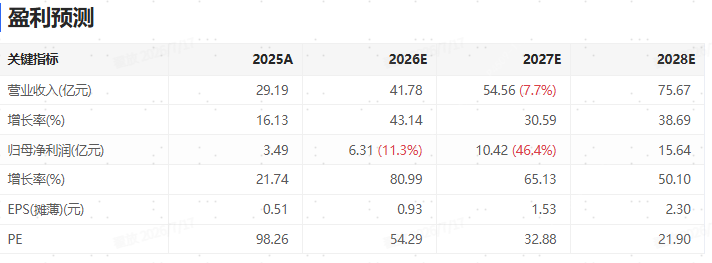 盈利预测
关键指标 2025A 2026E 2027E 2028E
营业收入(亿元) 29.19 41.78 54.56 (7.7%) 75.67
增长率(%) 16.13 43.14 30.59 38.69
归母净利润(亿元) 3.49 6.31 (11.3%) 10.42 (46.4%) 15.64
增长率(%) 21.74 80.99 65.13 50.10
EPS(摊薄)(元) 0.51 0.93 1.53 2.30
PE 98.26 54.29 32.88 21.90